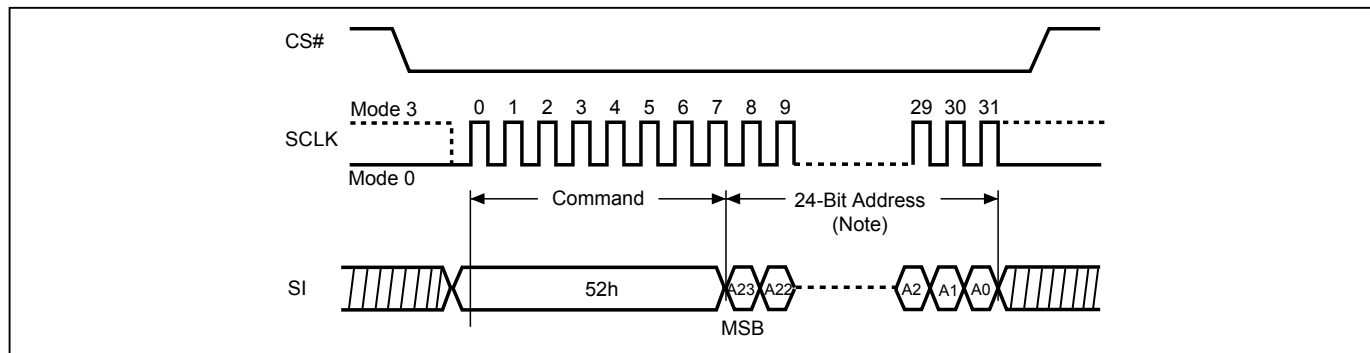 CS#
Mode 3 0 1 2 3 4 5 6 7 8 9 29 30 31
SCLK
Mode 0
Command 24-Bit Address
(Note)
SI 52h A23 A22 A2 A1 A0
MSB